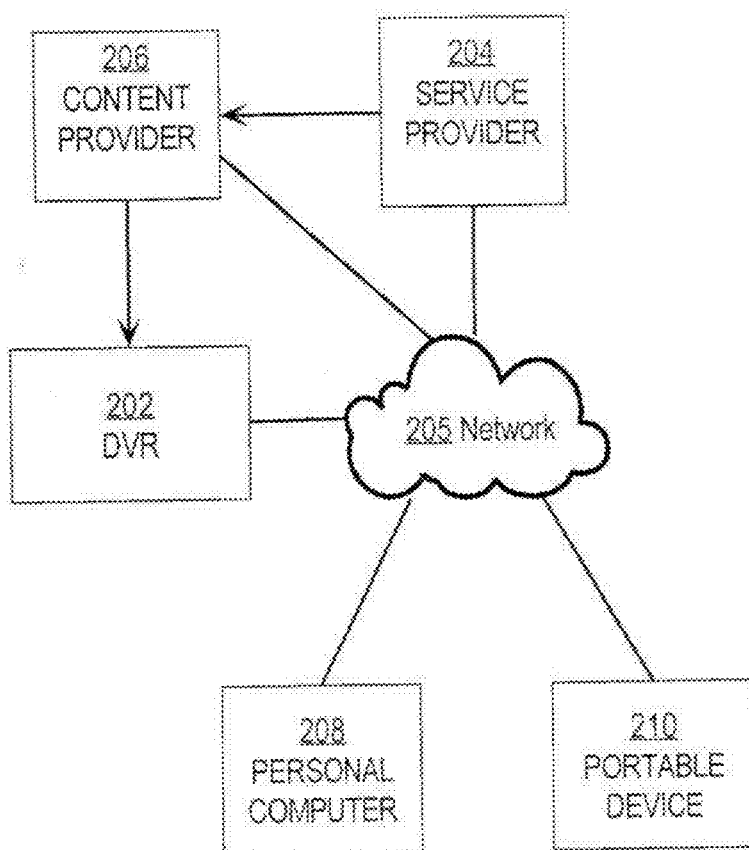 206
CONTENT
PROVIDER
204
SERVICE
PROVIDER
202
DVR
205 Network
208
PERSONAL
COMPUTER
210
PORTABLE
DEVICE